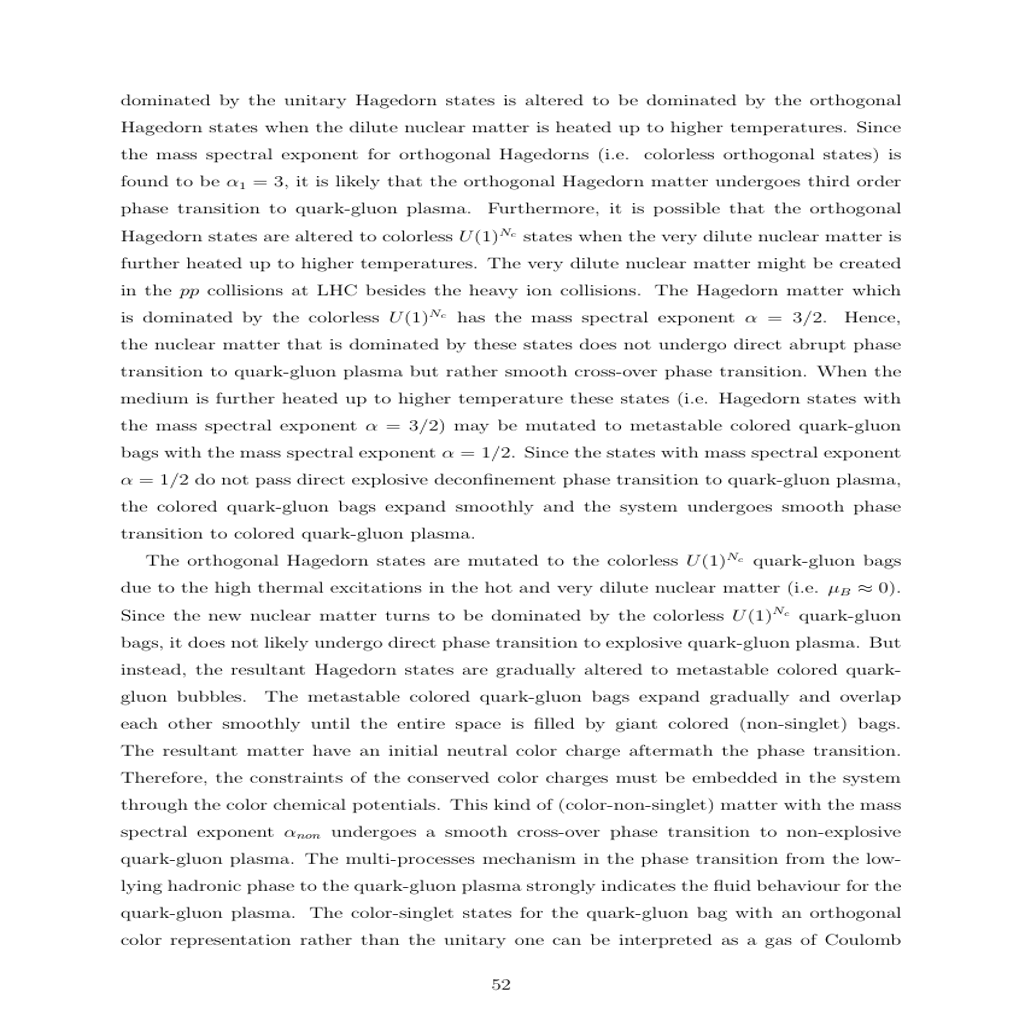 dominated by the unitary Hagedorn states is altered to be dominated by the orthogonal
Hagedorn states when the dilute nuclear matter is heated up to higher temperatures. Since
the mass spectral exponent for orthogonal Hagedorns (i.e. colorless orthogonal states) is
found to be α₁ = 3, it is likely that the orthogonal Hagedorn matter undergoes third order
phase transition to quark-gluon plasma. Furthermore, it is possible that the orthogonal
Hagedorn states are altered to colorless U(1)^{N_c} states when the very dilute nuclear matter is
further heated up to higher temperatures. The very dilute nuclear matter might be created
in the pp collisions at LHC besides the heavy ion collisions. The Hagedorn matter which
is dominated by the colorless U(1)^{N_c} has the mass spectral exponent α = 3/2. Hence,
the nuclear matter that is dominated by these states does not undergo direct abrupt phase
transition to quark-gluon plasma but rather smooth cross-over phase transition. When the
medium is further heated up to higher temperature these states (i.e. Hagedorn states with
the mass spectral exponent α = 3/2) may be mutated to metastable colored quark-gluon
bags with the mass spectral exponent α = 1/2. Since the states with mass spectral exponent
α = 1/2 do not pass direct explosive deconfinement phase transition to quark-gluon plasma,
the colored quark-gluon bags expand smoothly and the system undergoes smooth phase
transition to colored quark-gluon plasma.
The orthogonal Hagedorn states are mutated to the colorless U(1)^{N_c} quark-gluon bags
due to the high thermal excitations in the hot and very dilute nuclear matter (i.e. μ_B ≈ 0).
Since the new nuclear matter turns to be dominated by the colorless U(1)^{N_c} quark-gluon
bags, it does not likely undergo direct phase transition to explosive quark-gluon plasma. But
instead, the resultant Hagedorn states are gradually altered to metastable colored quark-
gluon bubbles. The metastable colored quark-gluon bags expand gradually and overlap
each other smoothly until the entire space is filled by giant colored (non-singlet) bags.
The resultant matter have an initial neutral color charge aftermath the phase transition.
Therefore, the constraints of the conserved color charges must be embedded in the system
through the color chemical potentials. This kind of (color-non-singlet) matter with the mass
spectral exponent α_{non} undergoes a smooth cross-over phase transition to non-explosive
quark-gluon plasma. The multi-processes mechanism in the phase transition from the low-
lying hadronic phase to the quark-gluon plasma strongly indicates the fluid behaviour for the
quark-gluon plasma. The color-singlet states for the quark-gluon bag with an orthogonal
color representation rather than the unitary one can be interpreted as a gas of Coulomb
52